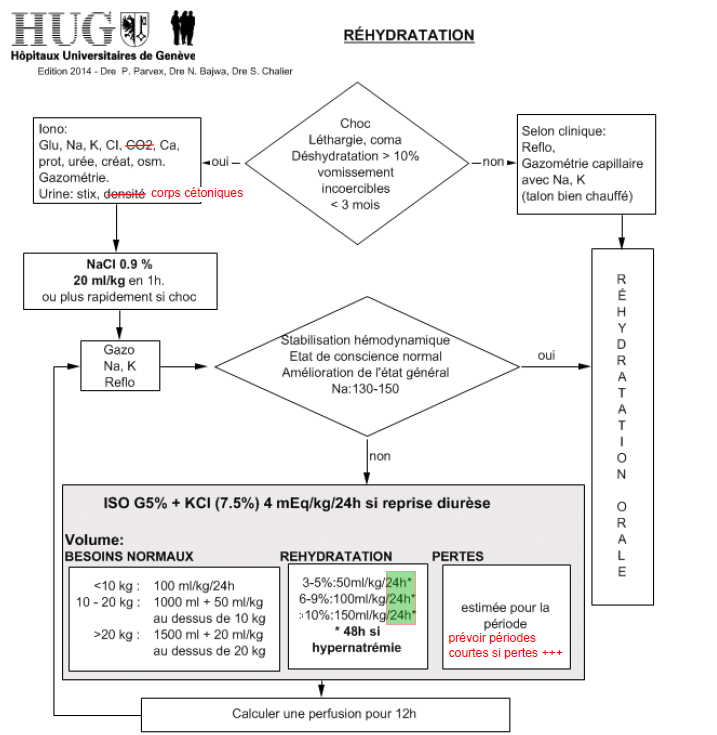 HUG
Hôpitaux Universitaires de Genève
Edition 2014 - Dre P. Parvex, Dre N. Bajwa, Dre S. Chalier
RÉHYDRATATION
Iono:
Glu, Na, K, Cl, CO2, Ca,
prot, urée, créat, osm.
Gazométrie.
Urine: stix, densité corps cétoniques
oui
Choc
Léthargie, coma
Déshydratation > 10%
vomissement
incoercibles
< 3 mois
non
Selon clinique:
Reflo,
Gazométrie capillaire
avec Na, K
(talon bien chauffé)
NaCl 0.9 %
20 ml/kg en 1h.
ou plus rapidement si choc
Gazo
Na, K
Reflo
Stabilisation hémodynamique
Etat de conscience normal
Amélioration de l'état général
Na:130-150
oui
non
RÉHYDRATATION ORALE
ISO G5% + KCl (7.5%) 4 mEq/kg/24h si reprise diurèse
Volume:
BESOINS NORMAUX
<10 kg : 100 ml/kg/24h
10 - 20 kg : 1000 ml + 50 ml/kg
au dessus de 10 kg
>20 kg : 1500 ml + 20 ml/kg
au dessus de 20 kg
REHYDRATATION
3-5%:50ml/kg/24h*
6-9%:100ml/kg/24h*
>10%:150ml/kg/24h*
* 48h si
hypernatrémie
PERTES
estimée pour la
période
prévoir périodes
courtes si pertes +++
Calculer une perfusion pour 12h